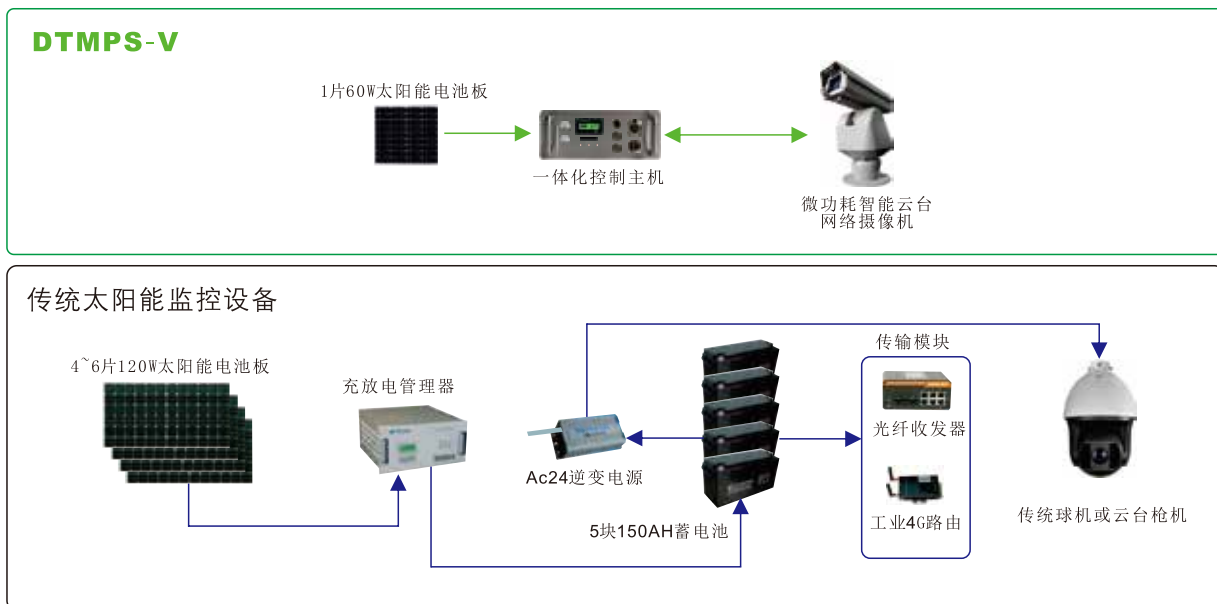 DTMPS-V
1片60W太阳能电池板
一体化控制主机
微功耗智能云台
网络摄像机
传统太阳能监控设备
4~6片120W太阳能电池板
充放电管理器
Ac24逆变电源
5块150AH蓄电池
传输模块
光纤收发器
工业4G路由
传统球机或云台枪机